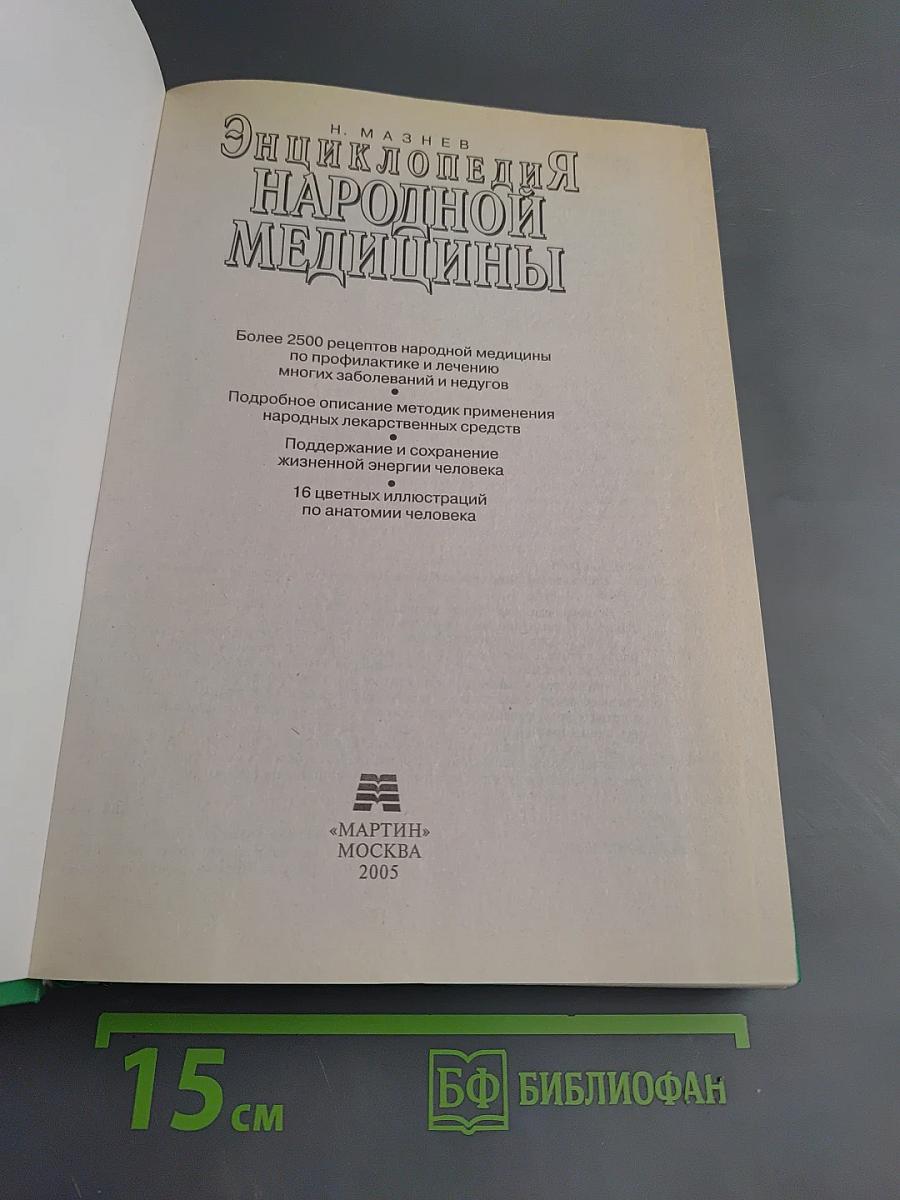 Н. МАЗНЕВ
ЭНЦИКЛОПЕДИЯ
НАРОДНОЙ
МЕДИЦИНЫ
Более 2500 рецептов народной медицины
по профилактике и лечению
многих заболеваний и недугов
•
Подробное описание методик применения
народных лекарственных средств
•
Поддержание и сохранение
жизненной энергии человека
•
16 цветных иллюстраций
по анатомии человека
«МАРТИН»
МОСКВА
2005
15 см
БФ БИБЛИОФАН